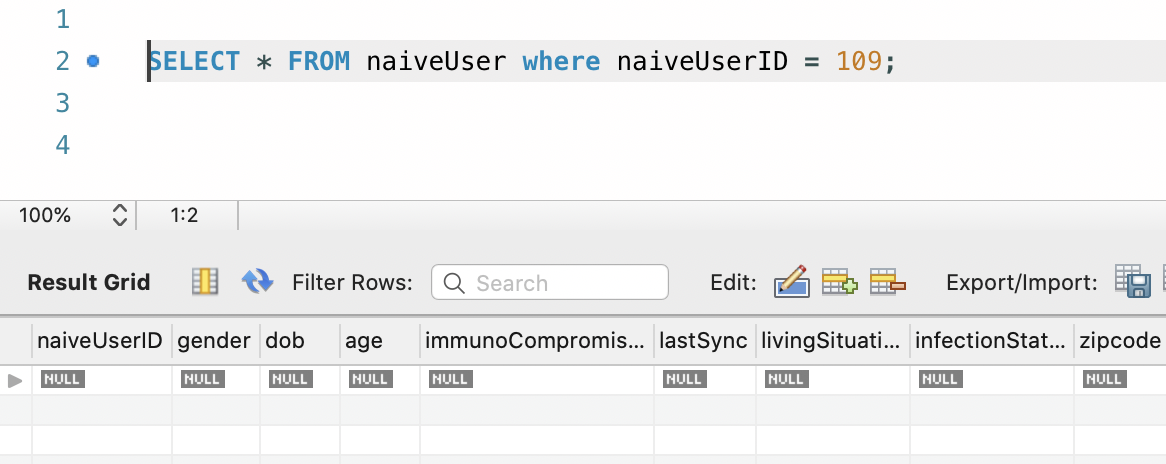 1
2 SELECT * FROM naiveUser where naiveUserID = 109;
3
4
100% 1:2
Result Grid Filter Rows: Search Edit: Export/Import:
naiveUserID gender dob age immunoCompromis... lastSync livingSituati... infectionStat... zipcode
NULL NULL NULL NULL NULL NULL NULL NULL NULL